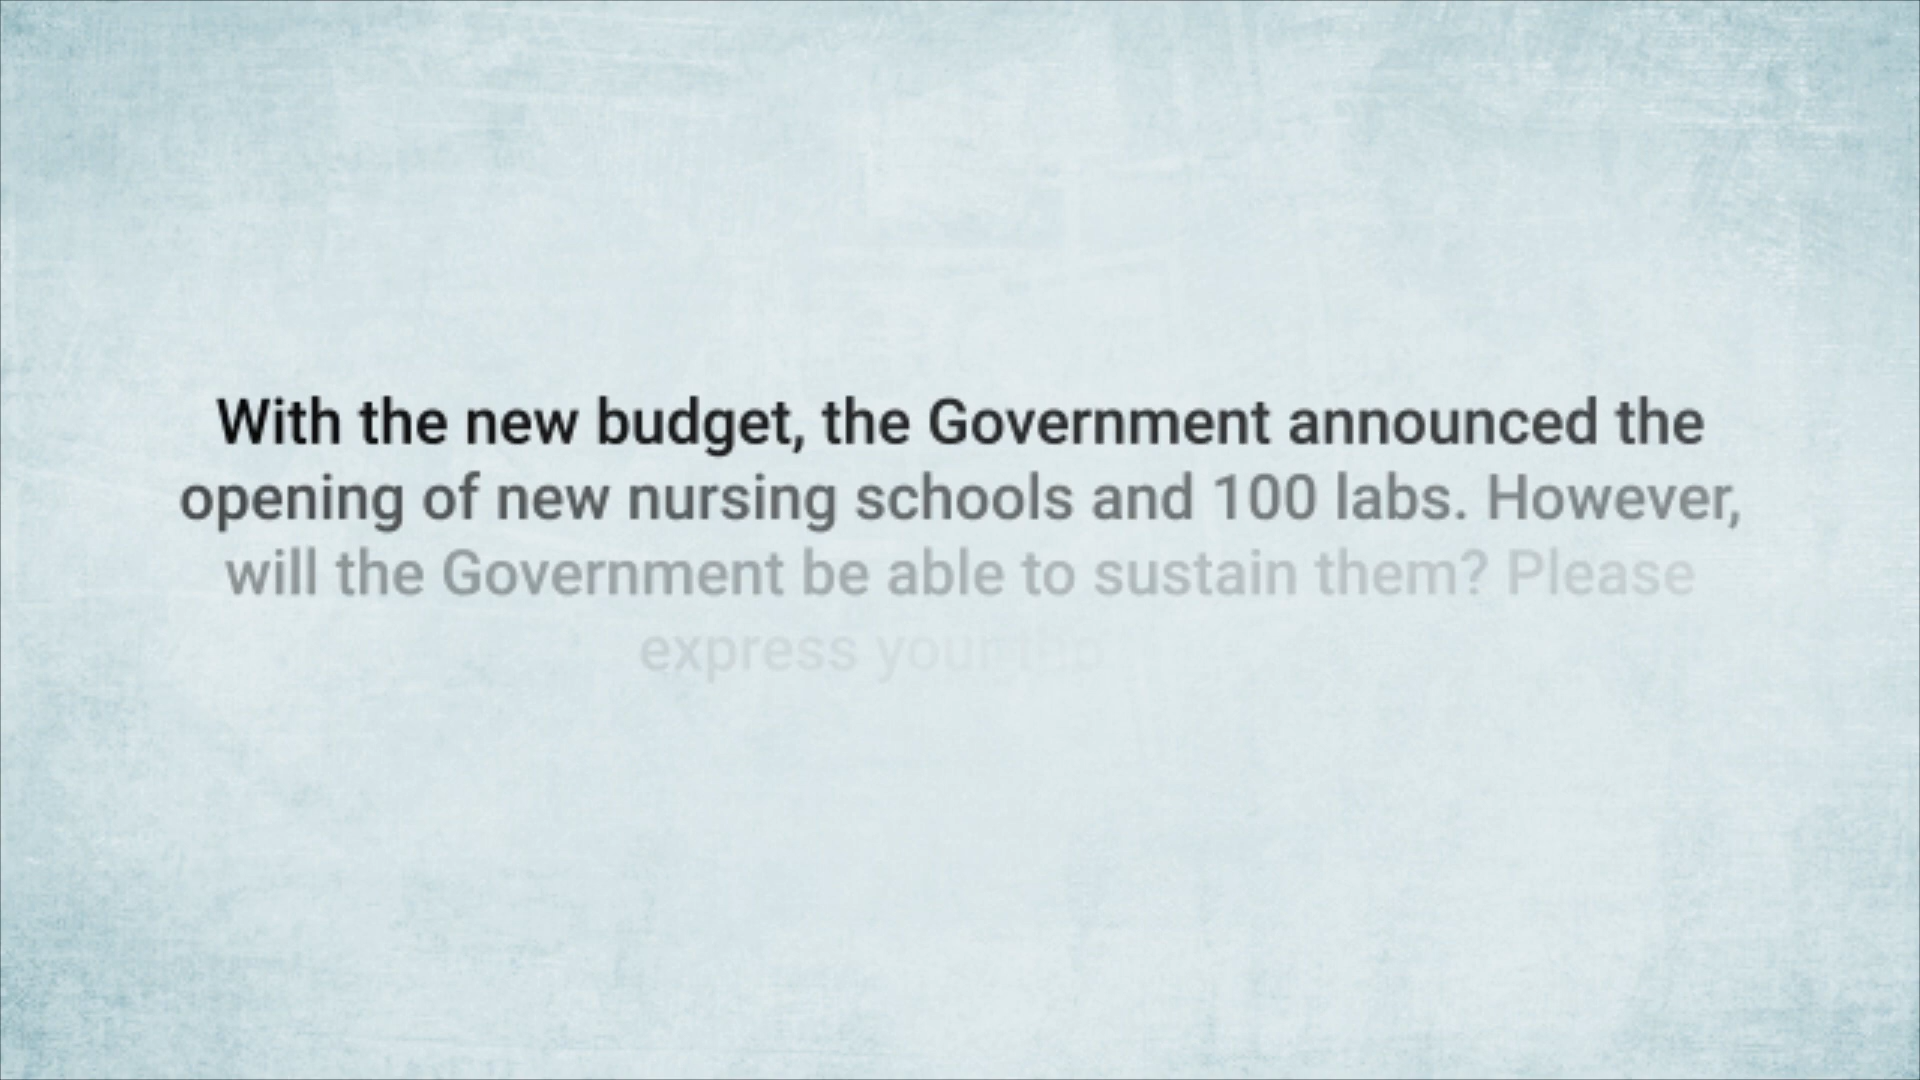 With the new budget, the Government announced the
opening of new nursing schools and 100 labs. However,
will the Government be able to sustain them? Please
express your